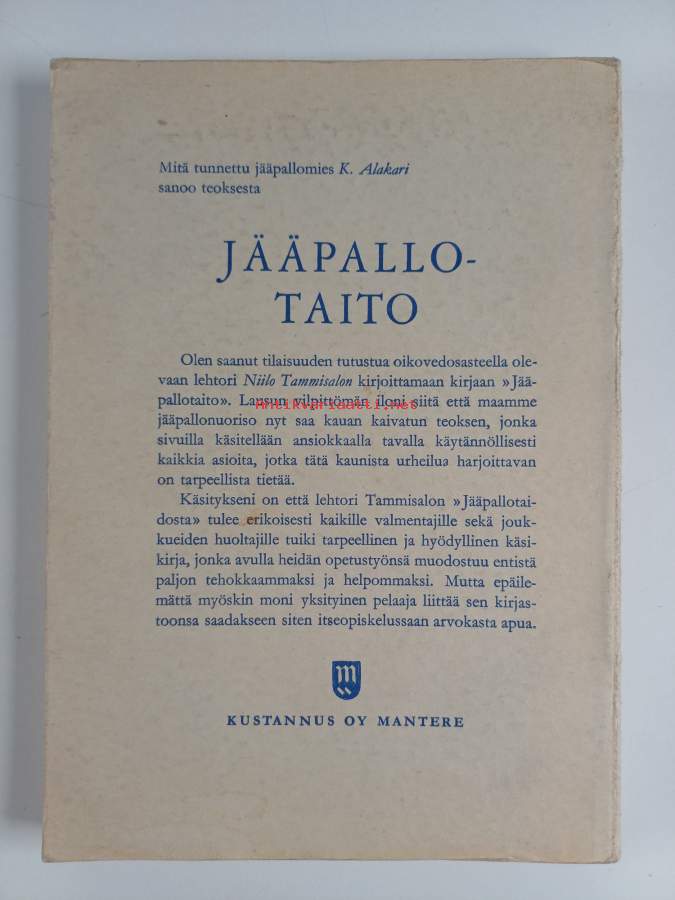 Mitä tunnettu jääpallomies K. Alakari
sanoo teoksesta
JÄÄPALLO-
TAITO
Olen saanut tilaisuuden tutustua oikovedosasteella ole-
vaan lehtori Niilo Tammisalon kirjoittamaan kirjaan »Jää-
pallotaito». Lausun vilpittömän iloni siitä että maamme
Antikvariaatti.net
jääpallonuoriso nyt saa kauan kaivatun teoksen, jonka
sivuilla käsitellään ansiokkaalla tavalla käytännöllisesti
kaikkia asioita, jotka tätä kaunista urheilua harjoittavan
on tarpeellista tietää.
Käsitykseni on että lehtori Tammisalon »Jääpallotai-
dosta» tulee erikoisesti kaikille valmentajille sekä jouk-
kueiden huoltajille tuiki tarpeellinen ja hyödyllinen käsi-
kirja, jonka avulla heidän opetustyönsä muodostuu entistä
paljon tehokkaammaksi ja helpommaksi. Mutta epäile-
mättä myöskin moni yksityinen pelaaja liittää sen kirjas-
toonsa saadakseen siten itseopiskelussaan arvokasta apua.
m
KUSTANNUS OY MANTERE